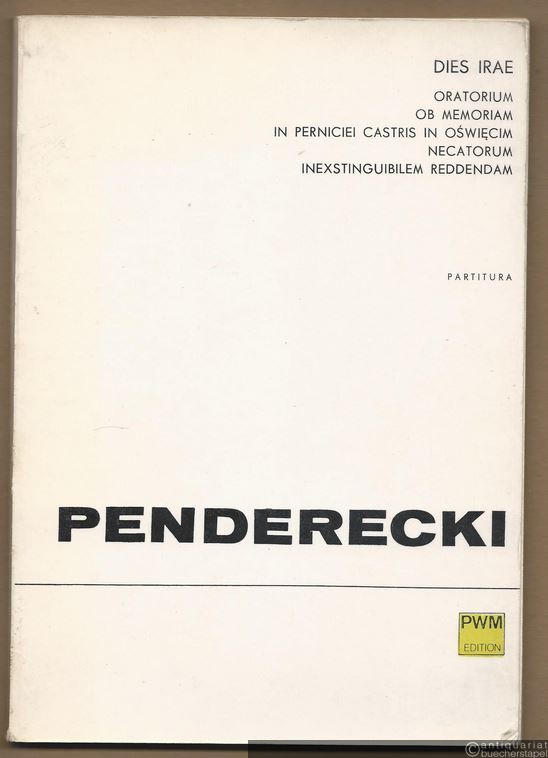 DIES IRAE
ORATORIUM
OB MEMORIAM
IN PERNICIEI CASTRIS IN OŚWIĘCIM
NECATORUM
INEXSTINGUIBILEM REDDENDAM
PARTITURA
PENDERECKI
PWM
EDITION
©antiquariat
buecherstapel